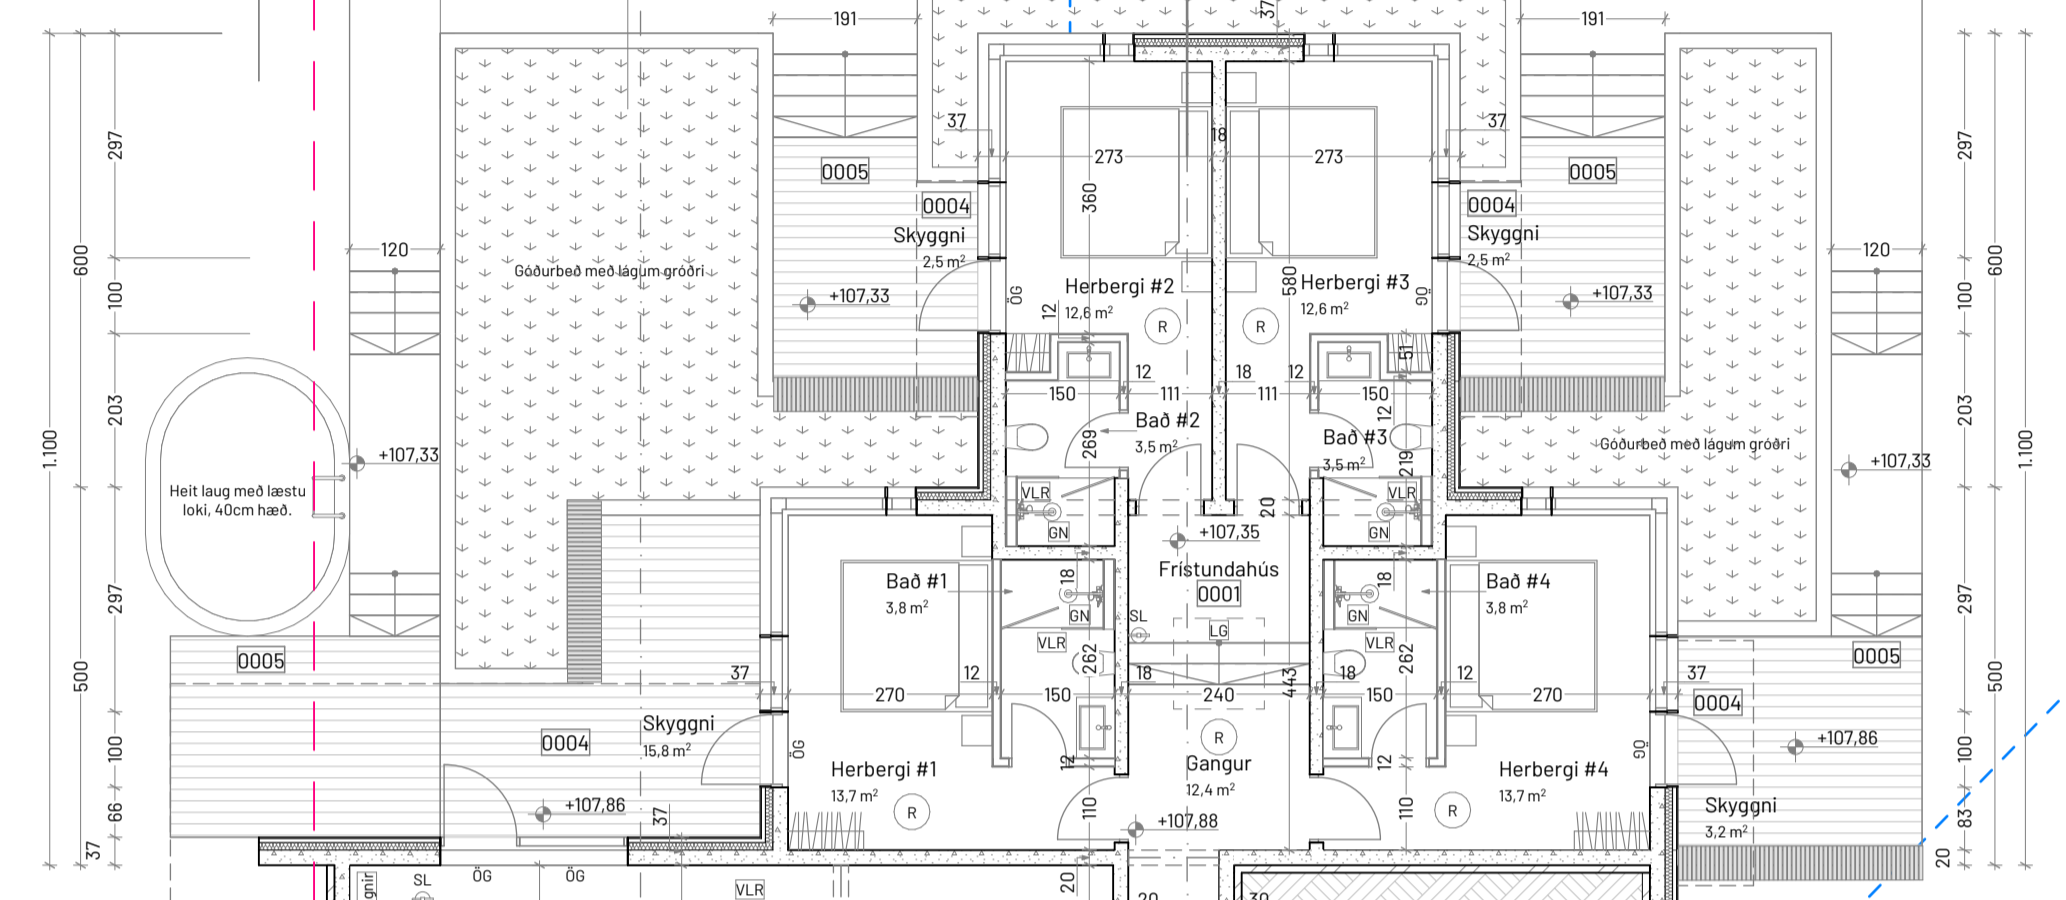 191
37
191
37
18
37
273
273
297
297
0005
0005
360
0004
0004
Skyggni
2,5 m²
Skyggni
2,5 m²
120
120
600
600
Góðurbeð með lágum gróðri
580
100
100
+107,33
+107,33
ÖG
ÖG
Herbergi #2
12,6 m²
Herbergi #3
12,6 m²
12
R
R
51
12
18
12
150
111
111
150
203
203
12
Bað #2
3,5 m²
Bað #3
3,5 m²
269
219
1.100
1.100
Góðurbeð með lágum gróðri
+107,33
+107,33
Heit laug með læstu
loki, 40cm hæð.
VLR
GN
VLR
GN
20
+107,35
Frístundahús
0001
18
18
Bað #1
3,8 m²
Bað #4
3,8 m²
297
297
GN
VLR
GN
VLR
SL
LG
0005
0005
262
262
500
500
37
12
18
18
12
37
270
150
240
443
150
270
0004
Skyggni
15,8 m²
0004
100
100
R
ÖG
ÖG
12
12
Gangur
12,4 m²
+107,86
Herbergi #1
13,7 m²
Herbergi #4
13,7 m²
R
R
+107,86
+107,88
110
110
Skyggni
3,2 m²
66
83
37
37
20
ÖG
ÖG
SL
gnir
VLR
20
20
30